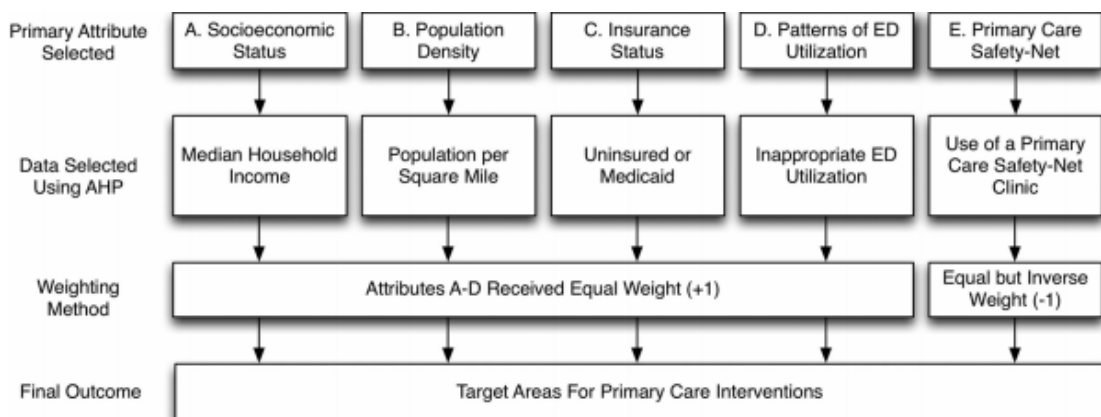 Primary Attribute
Selected
A. Socioeconomic
Status
B. Population
Density
C. Insurance
Status
D. Patterns of ED
Utilization
E. Primary Care
Safety-Net
Data Selected
Using AHP
Median Household
Income
Population per
Square Mile
Uninsured or
Medicaid
Inappropriate ED
Utilization
Use of a Primary
Care Safety-Net
Clinic
Weighting
Method
Attributes A-D Received Equal Weight (+1)
Equal but Inverse
Weight (-1)
Final Outcome
Target Areas For Primary Care Interventions